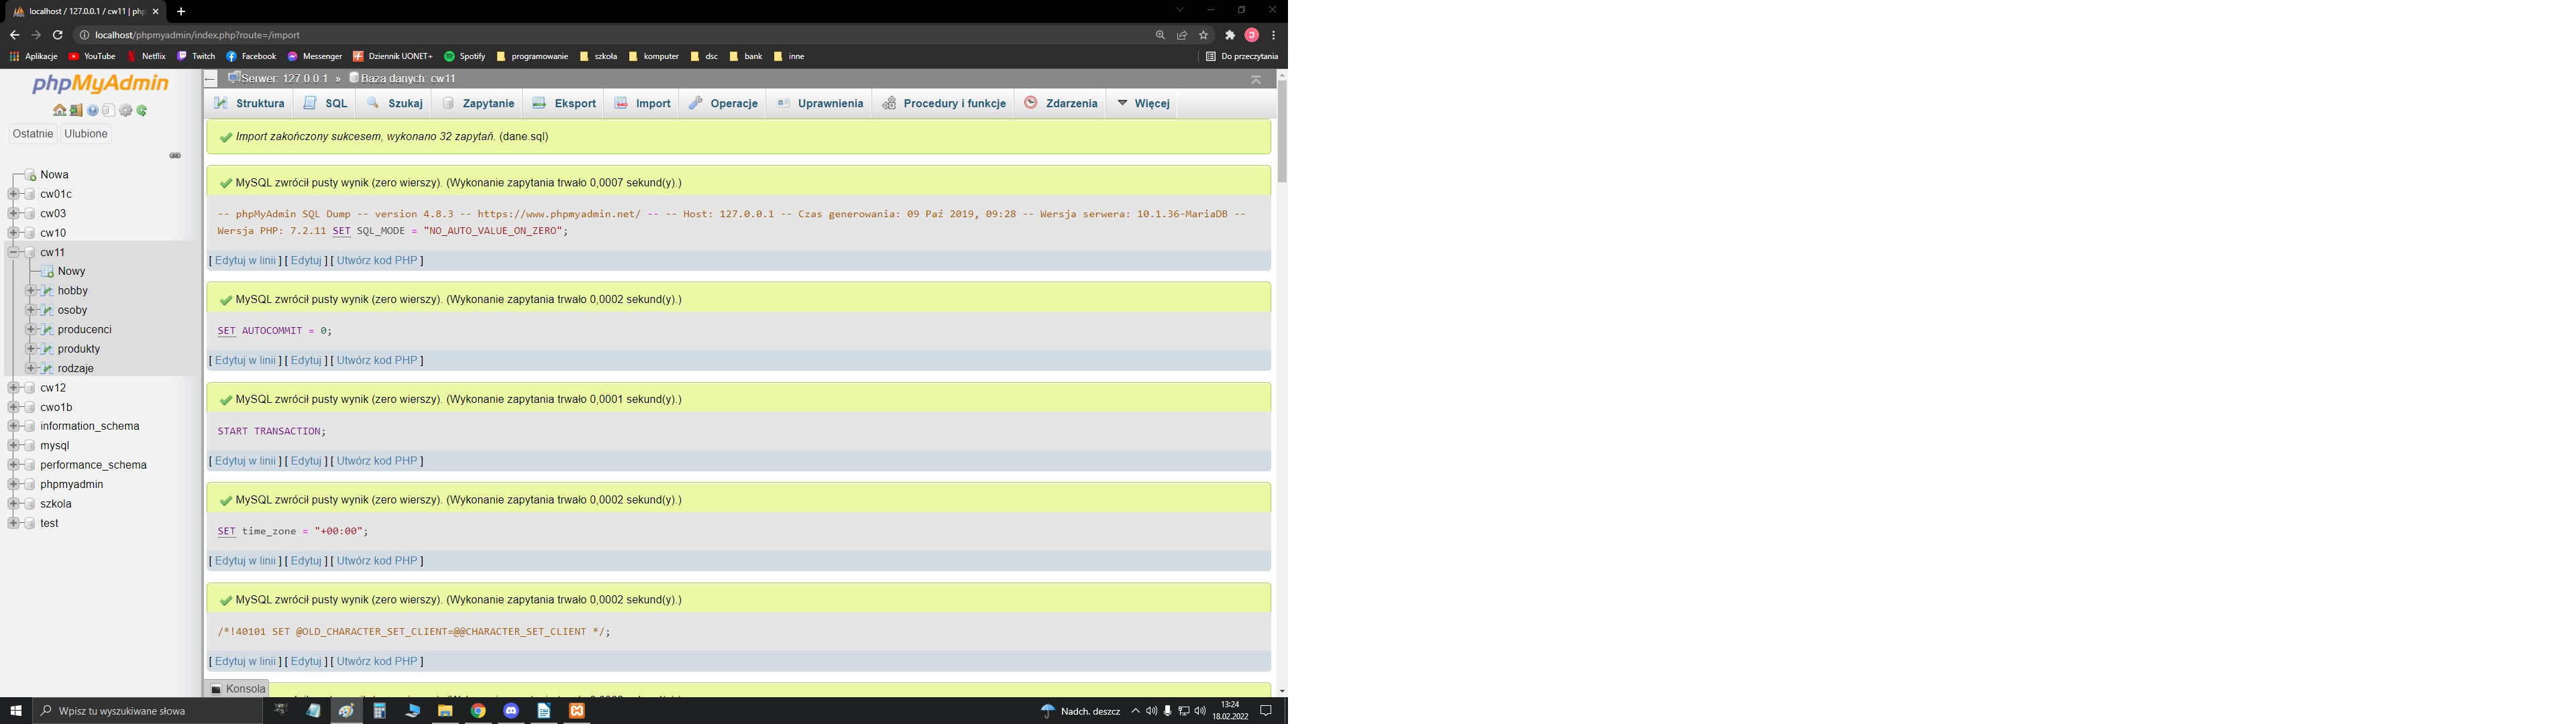 localhost / 127.0.0.1 / cw11 | php
localhost/phpmyadmin/index.php?route=/import
Aplikacje YouTube Netflix Twitch Facebook Messenger Dziennik UONET+ Spotify programowanie szkoła komputer dsc bank inne Do przeczytania
phpMyAdmin
Ostatnie Ulubione
Nowa
cw01c
cw03
cw10
cw11
Nowy
hobby
osoby
producenci
produkty
rodzaje
cw12
cwo1b
information_schema
mysql
performance_schema
phpmyadmin
szkola
test
Serwer: 127.0.0.1 » Baza danych: cw11
Struktura SQL Szukaj Zapytanie Eksport Import Operacje Uprawnienia Procedury i funkcje Zdarzenia Więcej
Import zakończony sukcesem, wykonano 32 zapytań. (dane.sql)
MySQL zwrócił pusty wynik (zero wierszy). (Wykonanie zapytania trwało 0,0007 sekund(y).)
-- phpMyAdmin SQL Dump -- version 4.8.3 -- https://www.phpmyadmin.net/ -- -- Host: 127.0.0.1 -- Czas generowania: 09 Paź 2019, 09:28 -- Wersja serwera: 10.1.36-MariaDB --
Wersja PHP: 7.2.11 SET SQL_MODE = "NO_AUTO_VALUE_ON_ZERO";
[ Edytuj w linii ] [ Edytuj ] [ Utwórz kod PHP ]
MySQL zwrócił pusty wynik (zero wierszy). (Wykonanie zapytania trwało 0,0002 sekund(y).)
SET AUTOCOMMIT = 0;
[ Edytuj w linii ] [ Edytuj ] [ Utwórz kod PHP ]
MySQL zwrócił pusty wynik (zero wierszy). (Wykonanie zapytania trwało 0,0001 sekund(y).)
START TRANSACTION;
[ Edytuj w linii ] [ Edytuj ] [ Utwórz kod PHP ]
MySQL zwrócił pusty wynik (zero wierszy). (Wykonanie zapytania trwało 0,0002 sekund(y).)
SET time_zone = "+00:00";
[ Edytuj w linii ] [ Edytuj ] [ Utwórz kod PHP ]
MySQL zwrócił pusty wynik (zero wierszy). (Wykonanie zapytania trwało 0,0002 sekund(y).)
/*!40101 SET @OLD_CHARACTER_SET_CLIENT=@@CHARACTER_SET_CLIENT */;
[ Edytuj w linii ] [ Edytuj ] [ Utwórz kod PHP ]
Konsola
Wpisz tu wyszukiwane słowa
Nadch. deszcz
13:24
18.02.2022